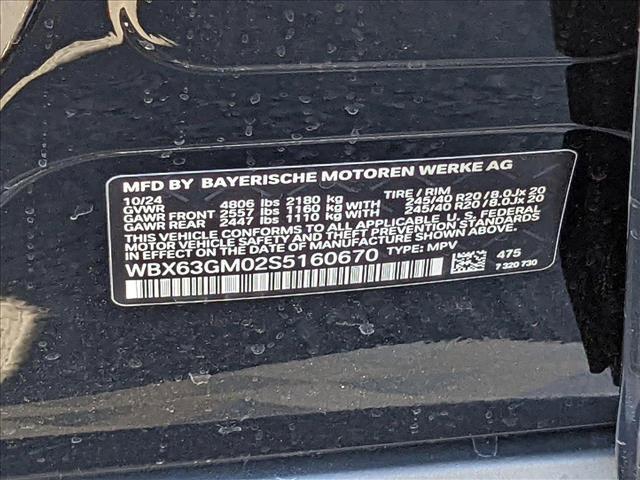 MFD BY BAYERISCHE MOTOREN WERKE AG
10/24 TIRE / RIM
GVWR 4806 lbs 2180 kg
GAWR FRONT 2557 lbs 1160 KG WITH 245/40 R20 / 8.0Jx 20
GAWR REAR 2447 lbs 1110 kg WITH 245/40 R20 / 8.0Jx 20
THIS VEHICLE CONFORMS TO ALL APPLICABLE U. S. FEDERAL
MOTOR VEHICLE SAFETY AND THEFT PREVENTION STANDARDS
IN EFFECT ON THE DATE OF MANUFACTURE SHOWN ABOVE.
WBX63GM02S5160670 TYPE: MPV
475
7 320 730